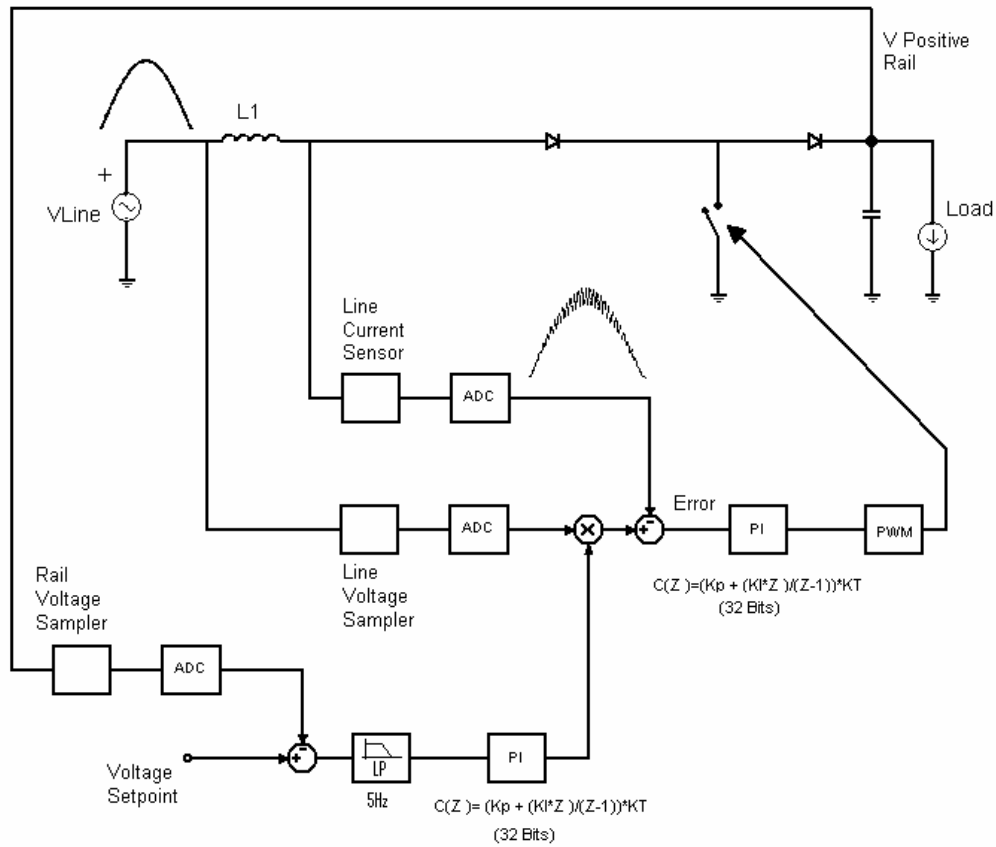 V Positive
Rail
L1
+
VLine
Load
Line
Current
Sensor
ADC
Error
ADC
PI
PWM
+
-
Line
Voltage
Sampler
C(Z )=(Kp + (KI*Z )/(Z-1))*KT
(32 Bits)
Rail
Voltage
Sampler
ADC
-
+
LP
PI
Voltage
Setpoint
5Hz
C(Z )= (Kp + (KI*Z )/(Z-1))*KT
(32 Bits)